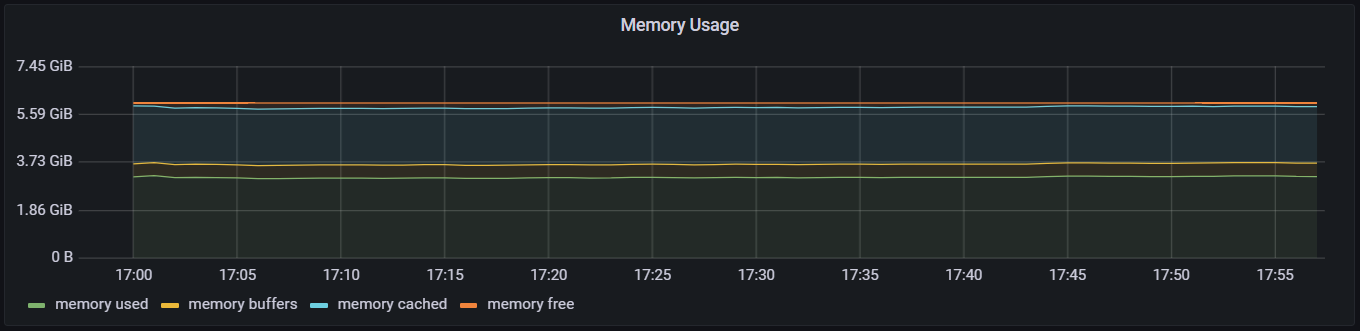 Memory Usage
7.45 GiB
5.59 GiB
3.73 GiB
1.86 GiB
0 B
17:00 17:05 17:10 17:15 17:20 17:25 17:30 17:35 17:40 17:45 17:50 17:55
memory used memory buffers memory cached memory free